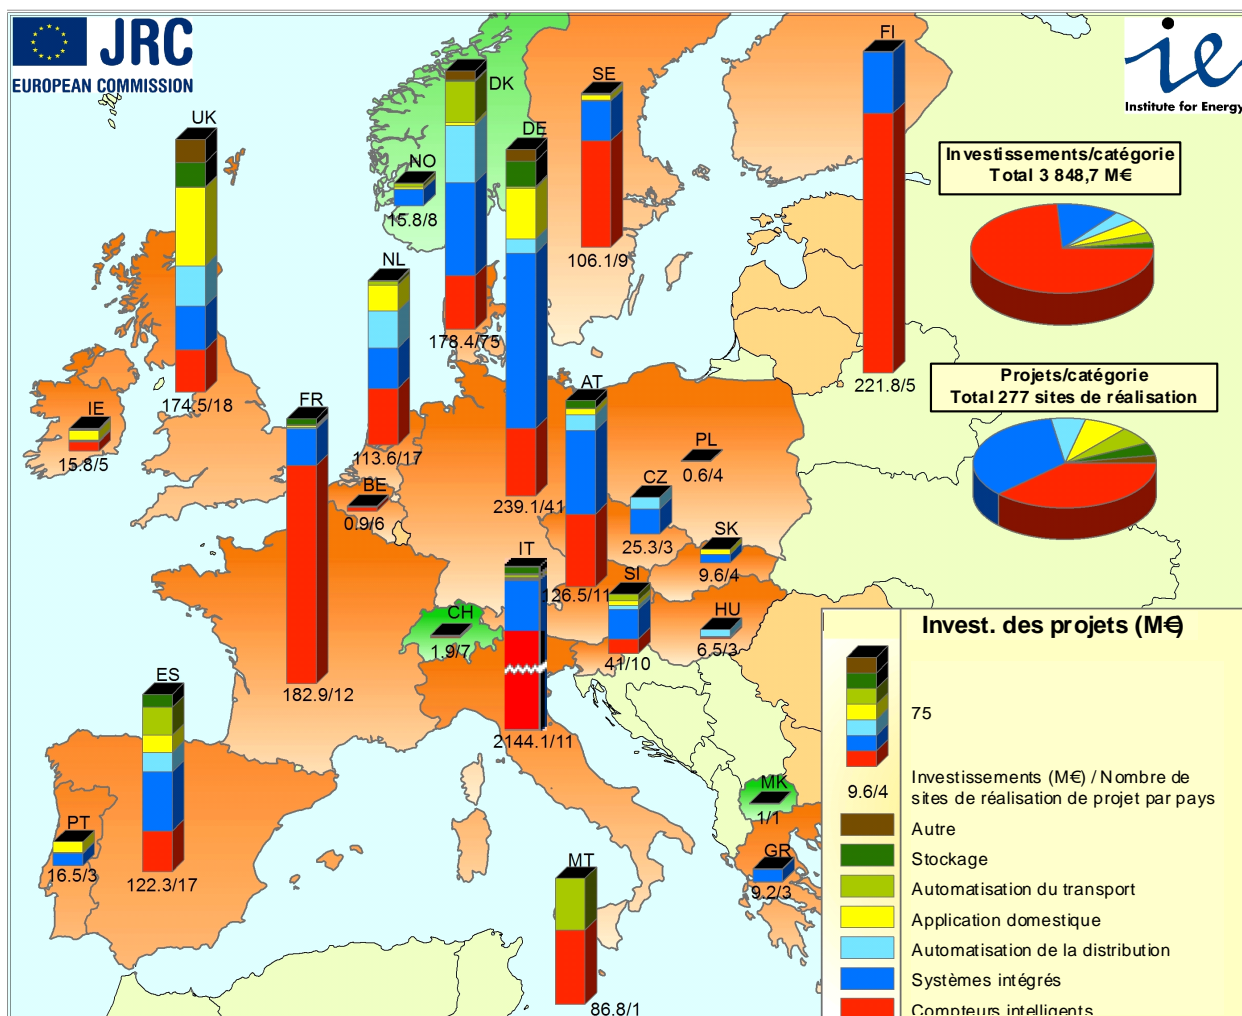 JRC
EUROPEAN COMMISSION
ie
Institute for Energy
FI
UK
DK
SE
DE
NO
15.8/8
Investissements/catégorie
Total 3 848,7 M€
106.1/9
NL
178.4/75
221.8/5
Projets/catégorie
Total 277 sites de réalisation
174.5/18
FR
AT
IE
15.8/5
113.6/17
PL
0.6/4
BE
0.9/6
239.1/41
CZ
25.3/3
SK
9.6/4
IT
126.5/11
SI
41/10
HU
6.5/3
CH
1.9/7
182.9/12
2144.1/11
ES
122.3/17
PT
16.5/3
MT
86.8/1
MK
1/1
GR
9.2/3
Invest. des projets (M€)
75
9.6/4
Investissements (M€) / Nombre de
sites de réalisation de projet par pays
Autre
Stockage
Automatisation du transport
Application domestique
Automatisation de la distribution
Systèmes intégrés
Compteurs intelligents